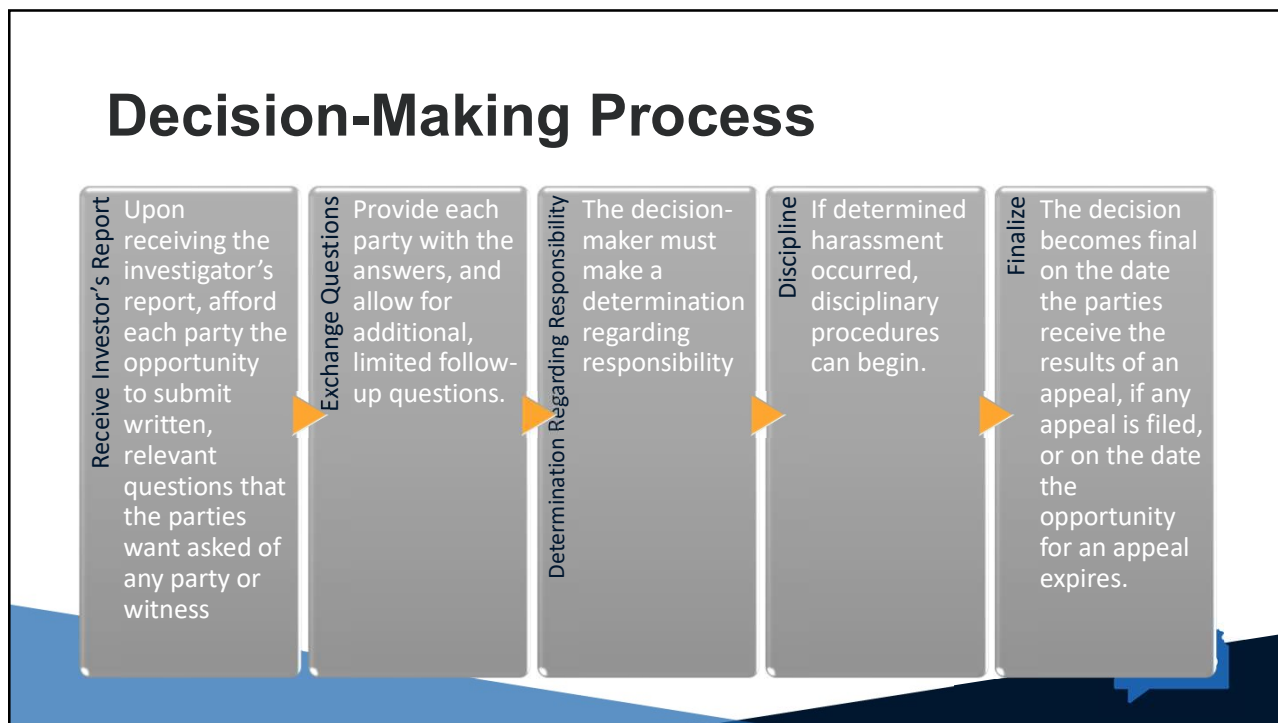 Decision-Making Process
Receive Investor’s Report
Upon
receiving the
investigator’s
report, afford
each party the
opportunity
to submit
written,
relevant
questions that
the parties
want asked of
any party or
witness
Exchange Questions
Provide each
party with the
answers, and
allow for
additional,
limited follow-
up questions.
Determination Regarding Responsibility
The decision-
maker must
make a
determination
regarding
responsibility
Discipline
If determined
harassment
occurred,
disciplinary
procedures
can begin.
Finalize
The decision
becomes final
on the date
the parties
receive the
results of an
appeal, if any
appeal is filed,
or on the date
the
opportunity
for an appeal
expires.